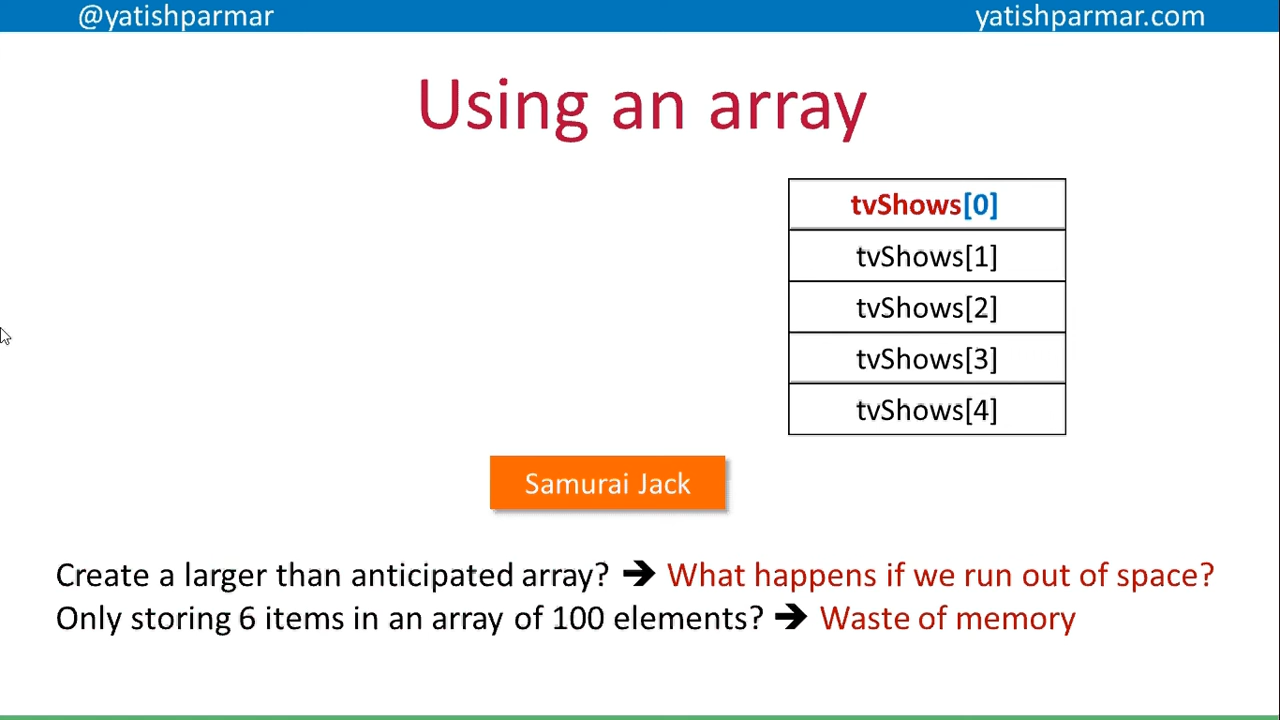 @yatishparmar
yatishparmar.com
Using an array
tvShows[0]
tvShows[1]
tvShows[2]
tvShows[3]
tvShows[4]
Samurai Jack
Create a larger than anticipated array? ➔ What happens if we run out of space?
Only storing 6 items in an array of 100 elements? ➔ Waste of memory